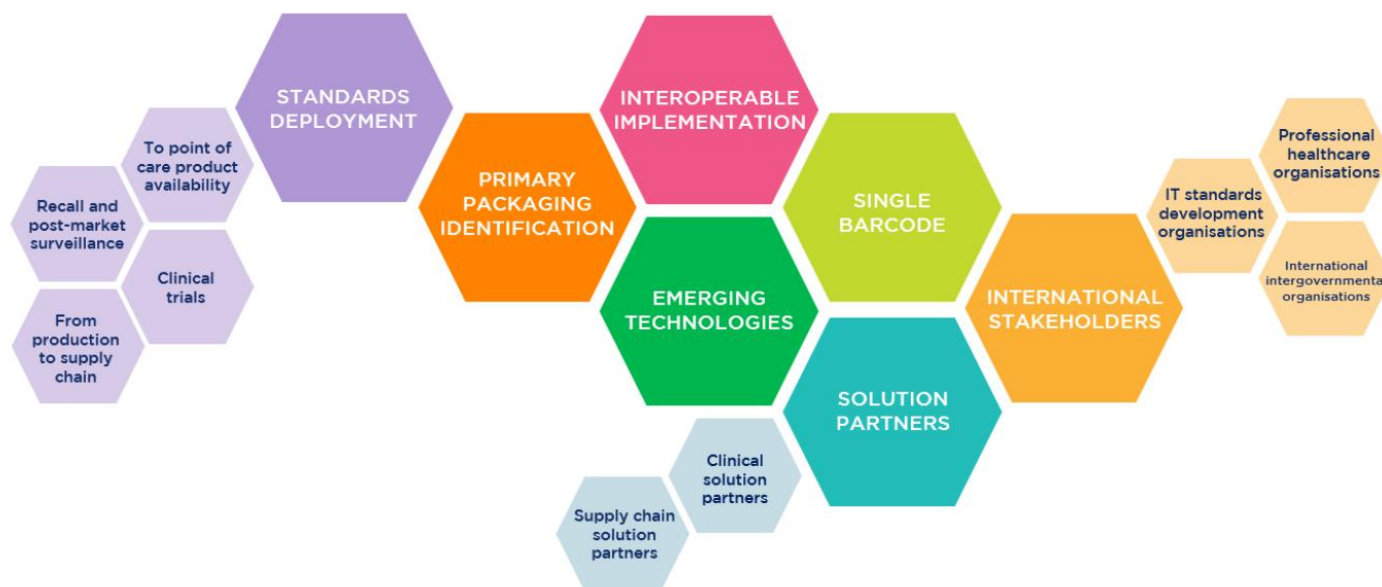 STANDARDS
DEPLOYMENT
To point of
care product
availability
Recall and
post-market
surveillance
Clinical
trials
From
production
to supply
chain
PRIMARY
PACKAGING
IDENTIFICATION
INTEROPERABLE
IMPLEMENTATION
EMERGING
TECHNOLOGIES
SINGLE
BARCODE
SOLUTION
PARTNERS
Clinical
solution
partners
Supply chain
solution
partners
INTERNATIONAL
STAKEHOLDERS
IT standards
development
organisations
Professional
healthcare
organisations
International
intergovernmental
organisations